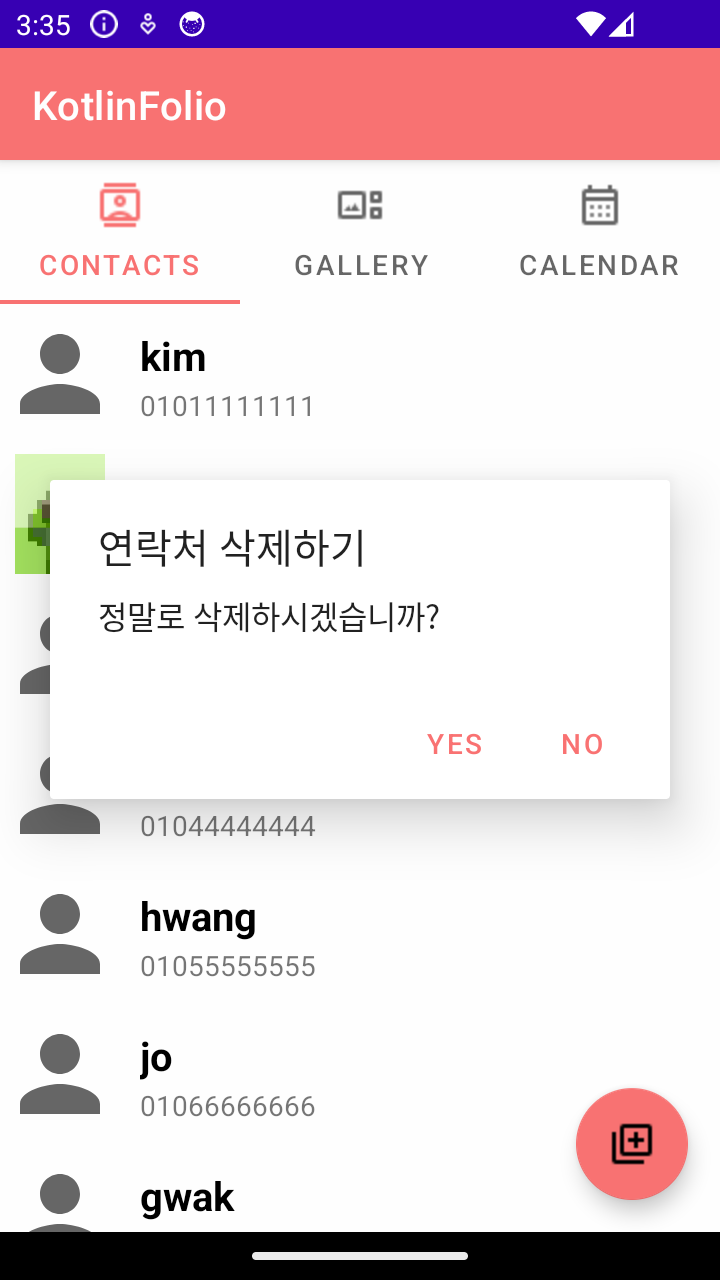 3:35
KotlinFolio
CONTACTS
GALLERY
CALENDAR
kim
01011111111
연락처 삭제하기
정말로 삭제하시겠습니까?
YES
NO
01044444444
hwang
01055555555
jo
01066666666
gwak